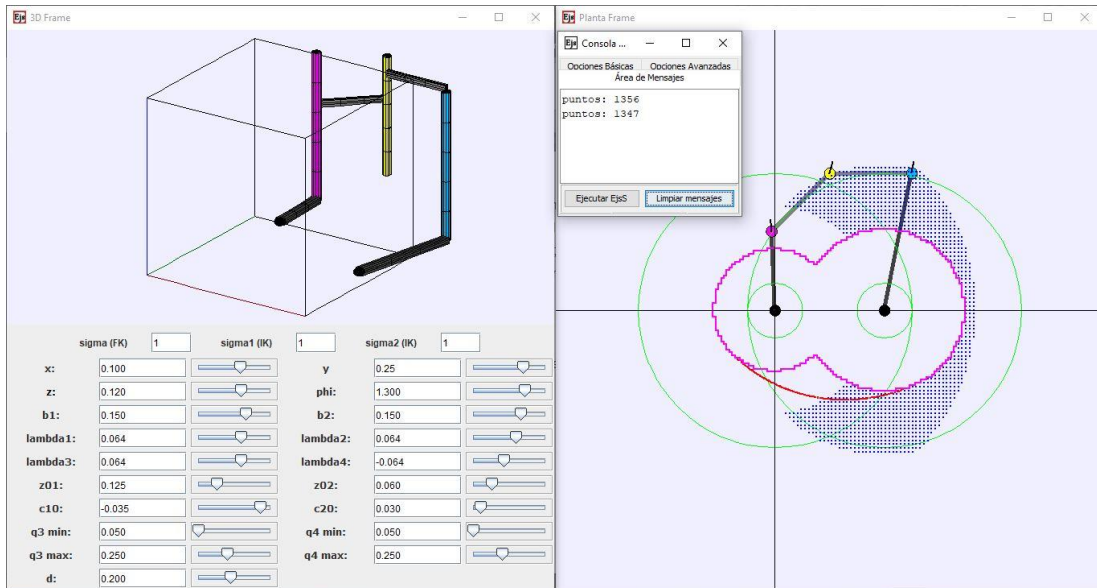 Ejs 3D Frame
sigma (FK) 1 sigma1 (IK) 1 sigma2 (IK) 1
x: 0.100 y 0.25
z: 0.120 phi: 1.300
b1: 0.150 b2: 0.150
lambda1: 0.064 lambda2: 0.064
lambda3: 0.064 lambda4: -0.064
z01: 0.125 z02: 0.060
c10: -0.035 c20: 0.030
q3 min: 0.050 q4 min: 0.050
q3 max: 0.250 q4 max: 0.250
d: 0.200
Ejs Planta Frame
Ejs Consola ...
Opciones Básicas Opciones Avanzadas
Área de Mensajes
puntos: 1356
puntos: 1347
Ejecutar EjsS Limpiar mensajes